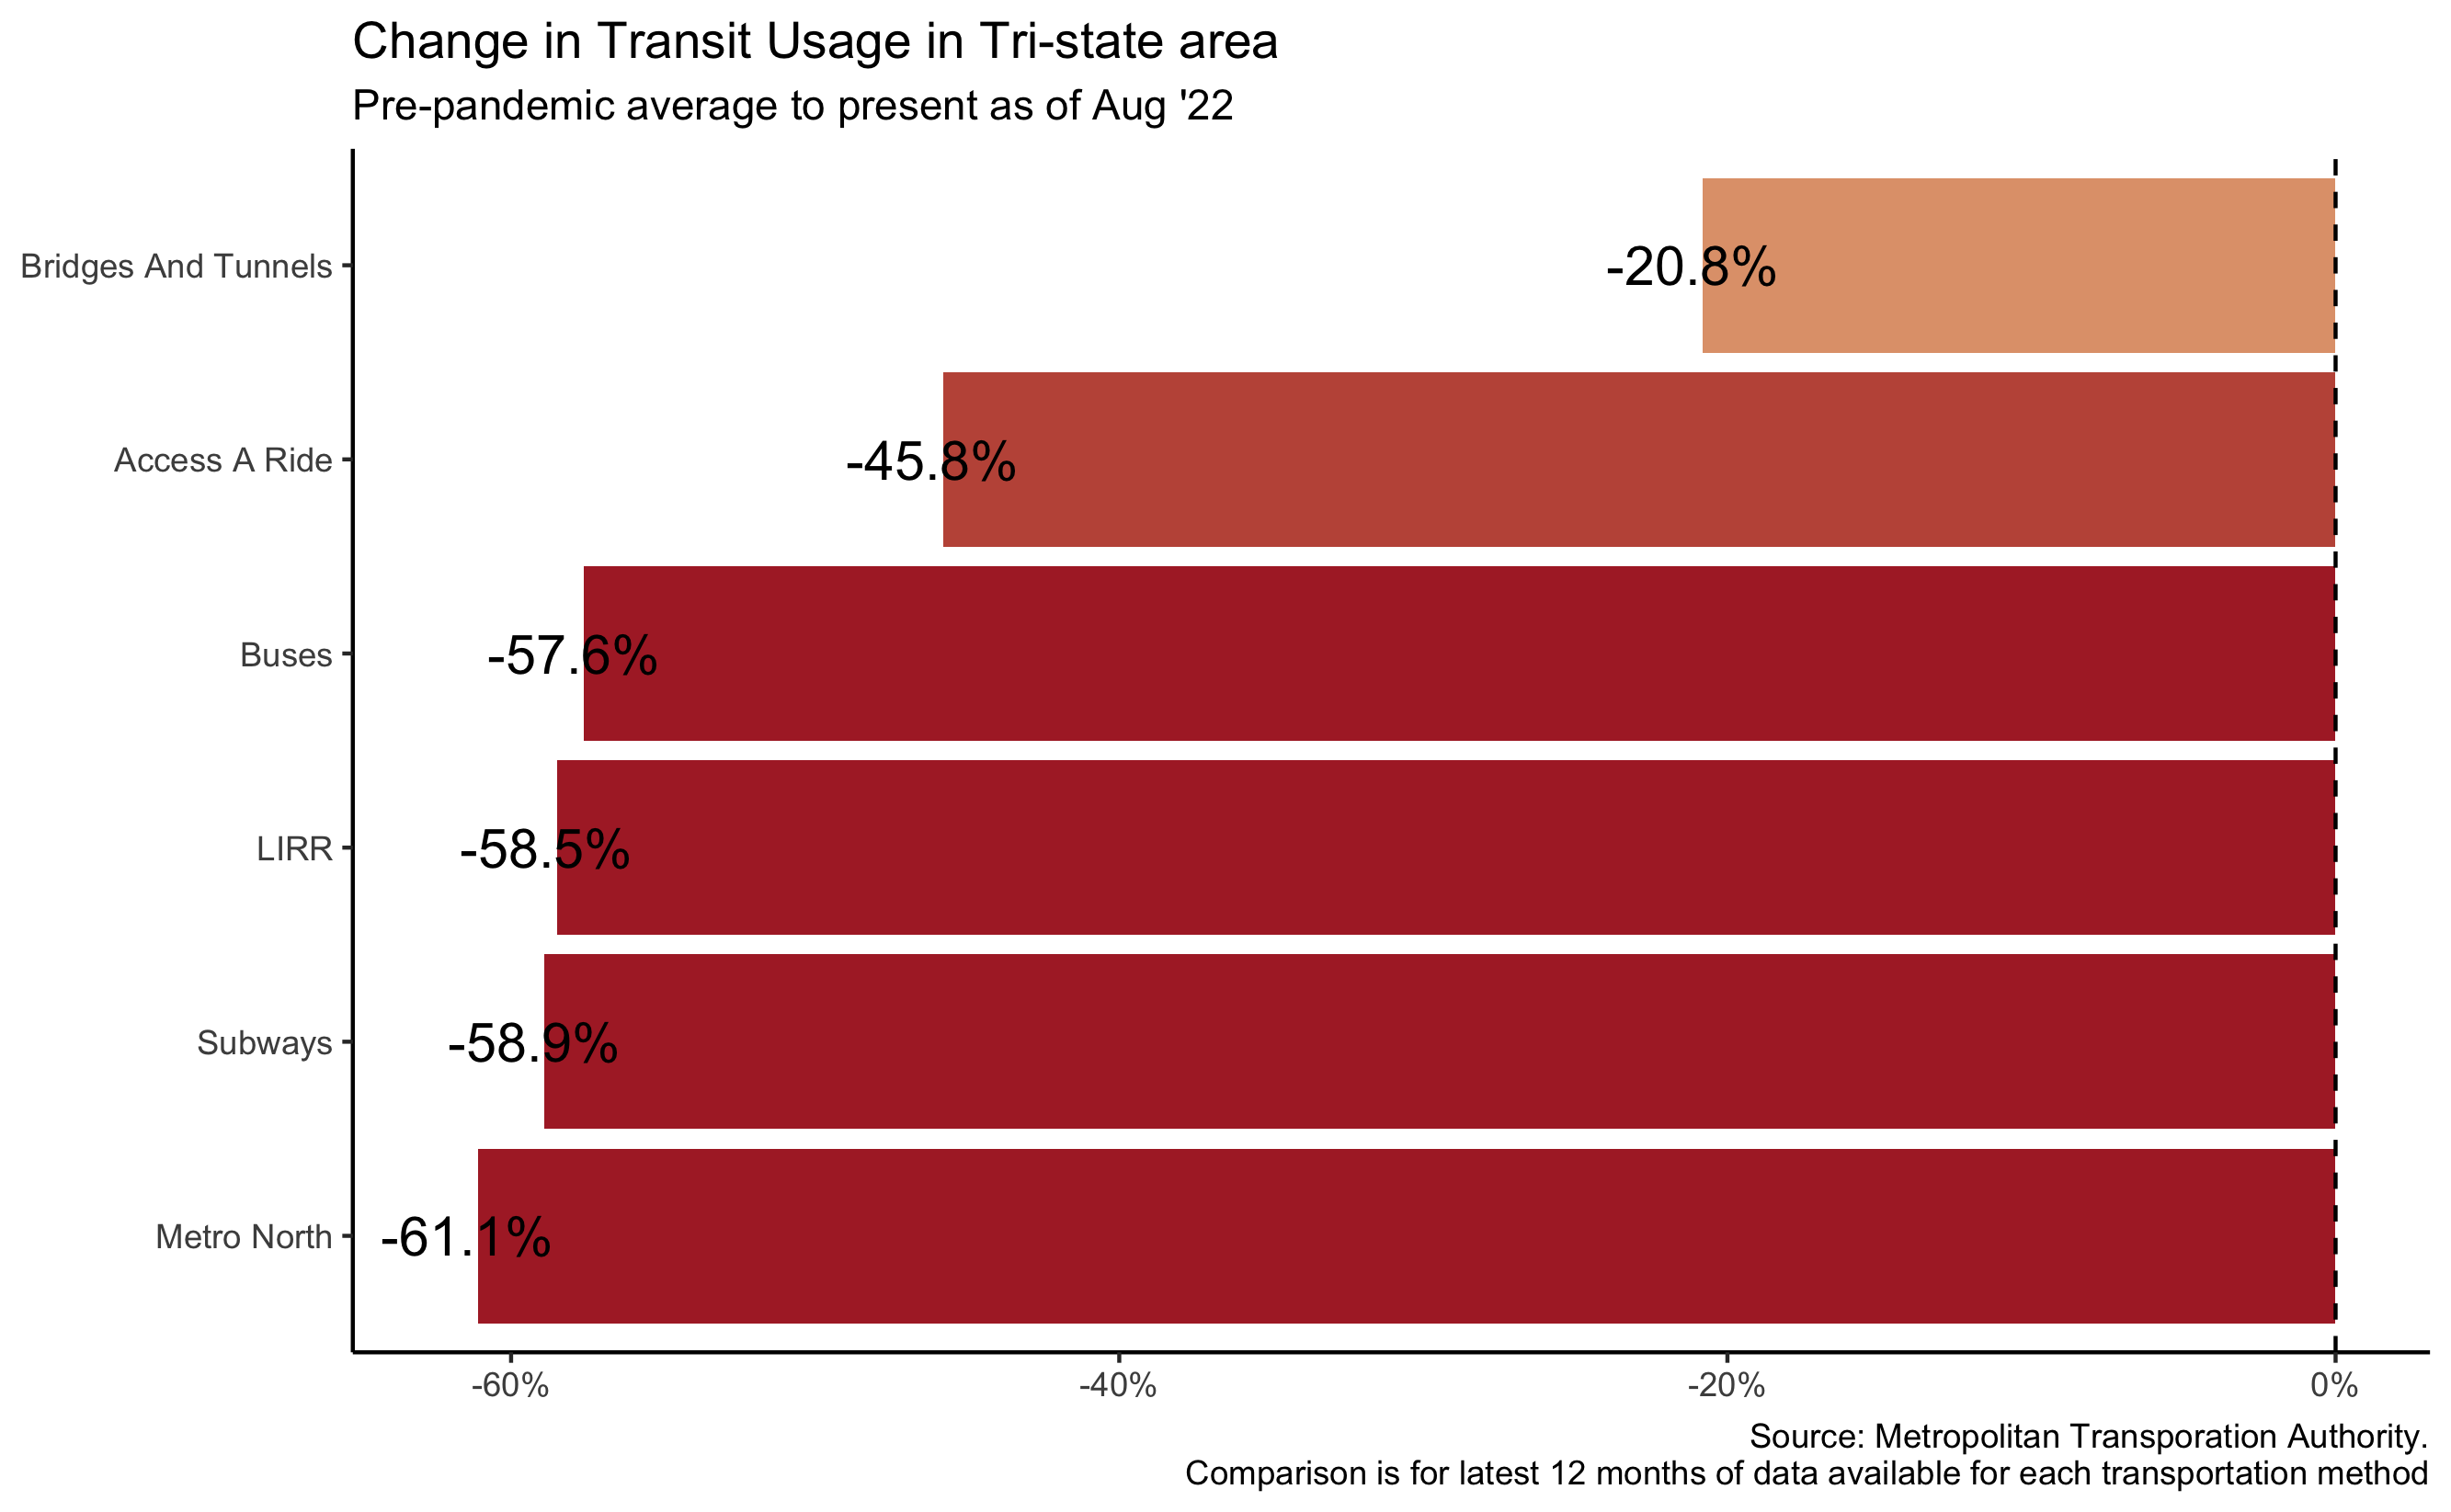 Change in Transit Usage in Tri-state area
Pre-pandemic average to present as of Aug '22
Bridges And Tunnels
-20.8%
Access A Ride
-45.8%
Buses
-57.6%
LIRR
-58.5%
Subways
-58.9%
Metro North
-61.1%
-60% -40% -20% 0%
Source: Metropolitan Transporation Authority.
Comparison is for latest 12 months of data available for each transportation method